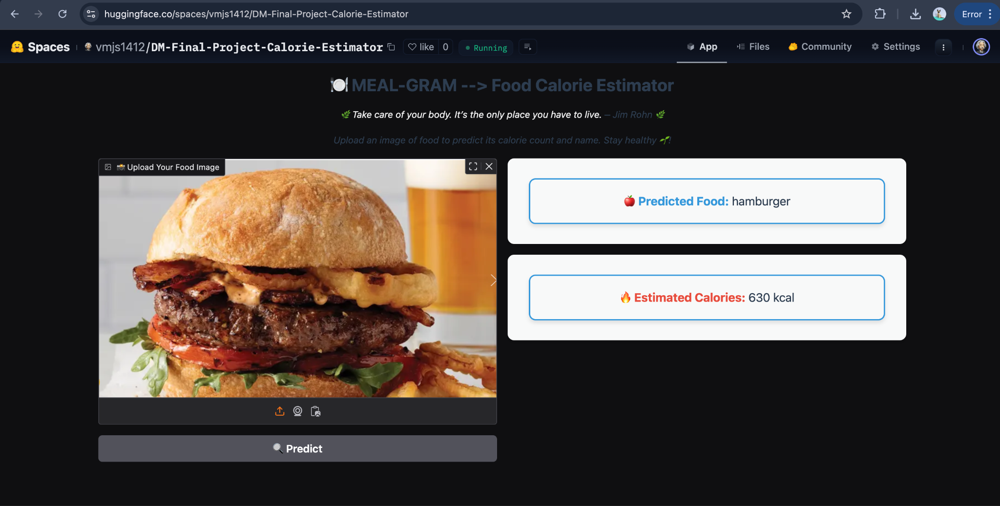 huggingface.co/spaces/vmjs1412/DM-Final-Project-Calorie-Estimator
Error
Spaces
vmjs1412/DM-Final-Project-Calorie-Estimator
like 0
Running
App
Files
Community
Settings
MEAL-GRAM --> Food Calorie Estimator
Take care of your body. It’s the only place you have to live. — Jim Rohn
Upload an image of food to predict its calorie count and name. Stay healthy 🌱!
Upload Your Food Image
Predicted Food: hamburger
Estimated Calories: 630 kcal
Predict